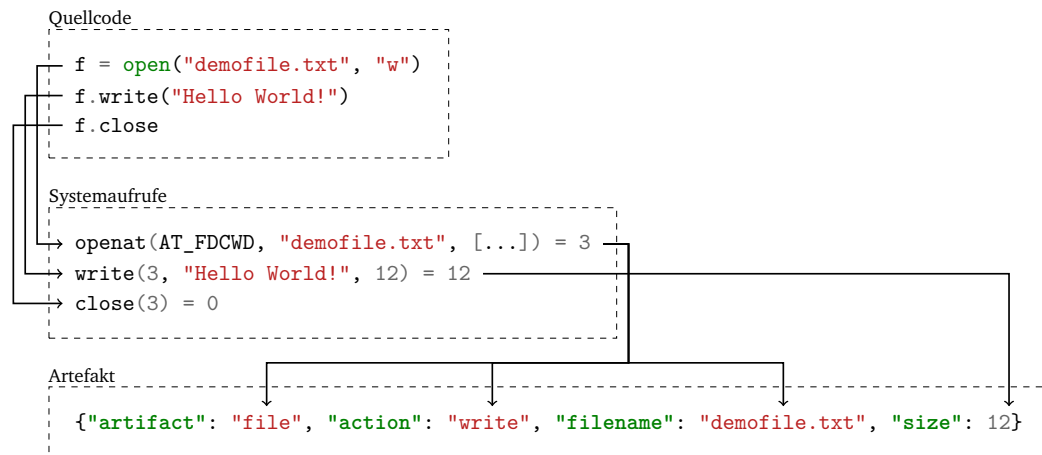 Quellcode
f = open("demofile.txt", "w")
f.write("Hello World!")
f.close
Systemaufrufe
openat(AT_FDCWD, "demofile.txt", [...]) = 3
write(3, "Hello World!", 12) = 12
close(3) = 0
Artefakt
{"artifact": "file", "action": "write", "filename": "demofile.txt", "size": 12}